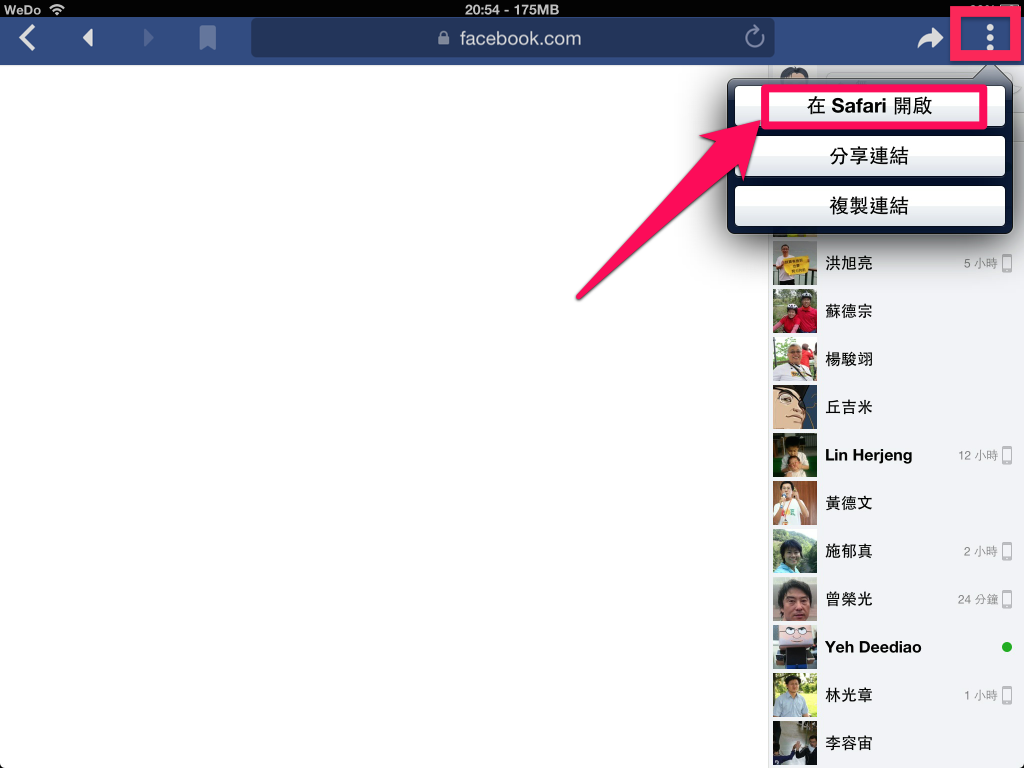 WeDo
20:54 - 175MB
facebook.com
在 Safari 開啟
分享連結
複製連結
洪旭亮
5 小時
蘇德宗
楊駿翊
丘吉米
Lin Herjeng
12 小時
黃德文
施郁真
2 小時
曾榮光
24 分鐘
Yeh Deediao
林光章
1 小時
李容宙